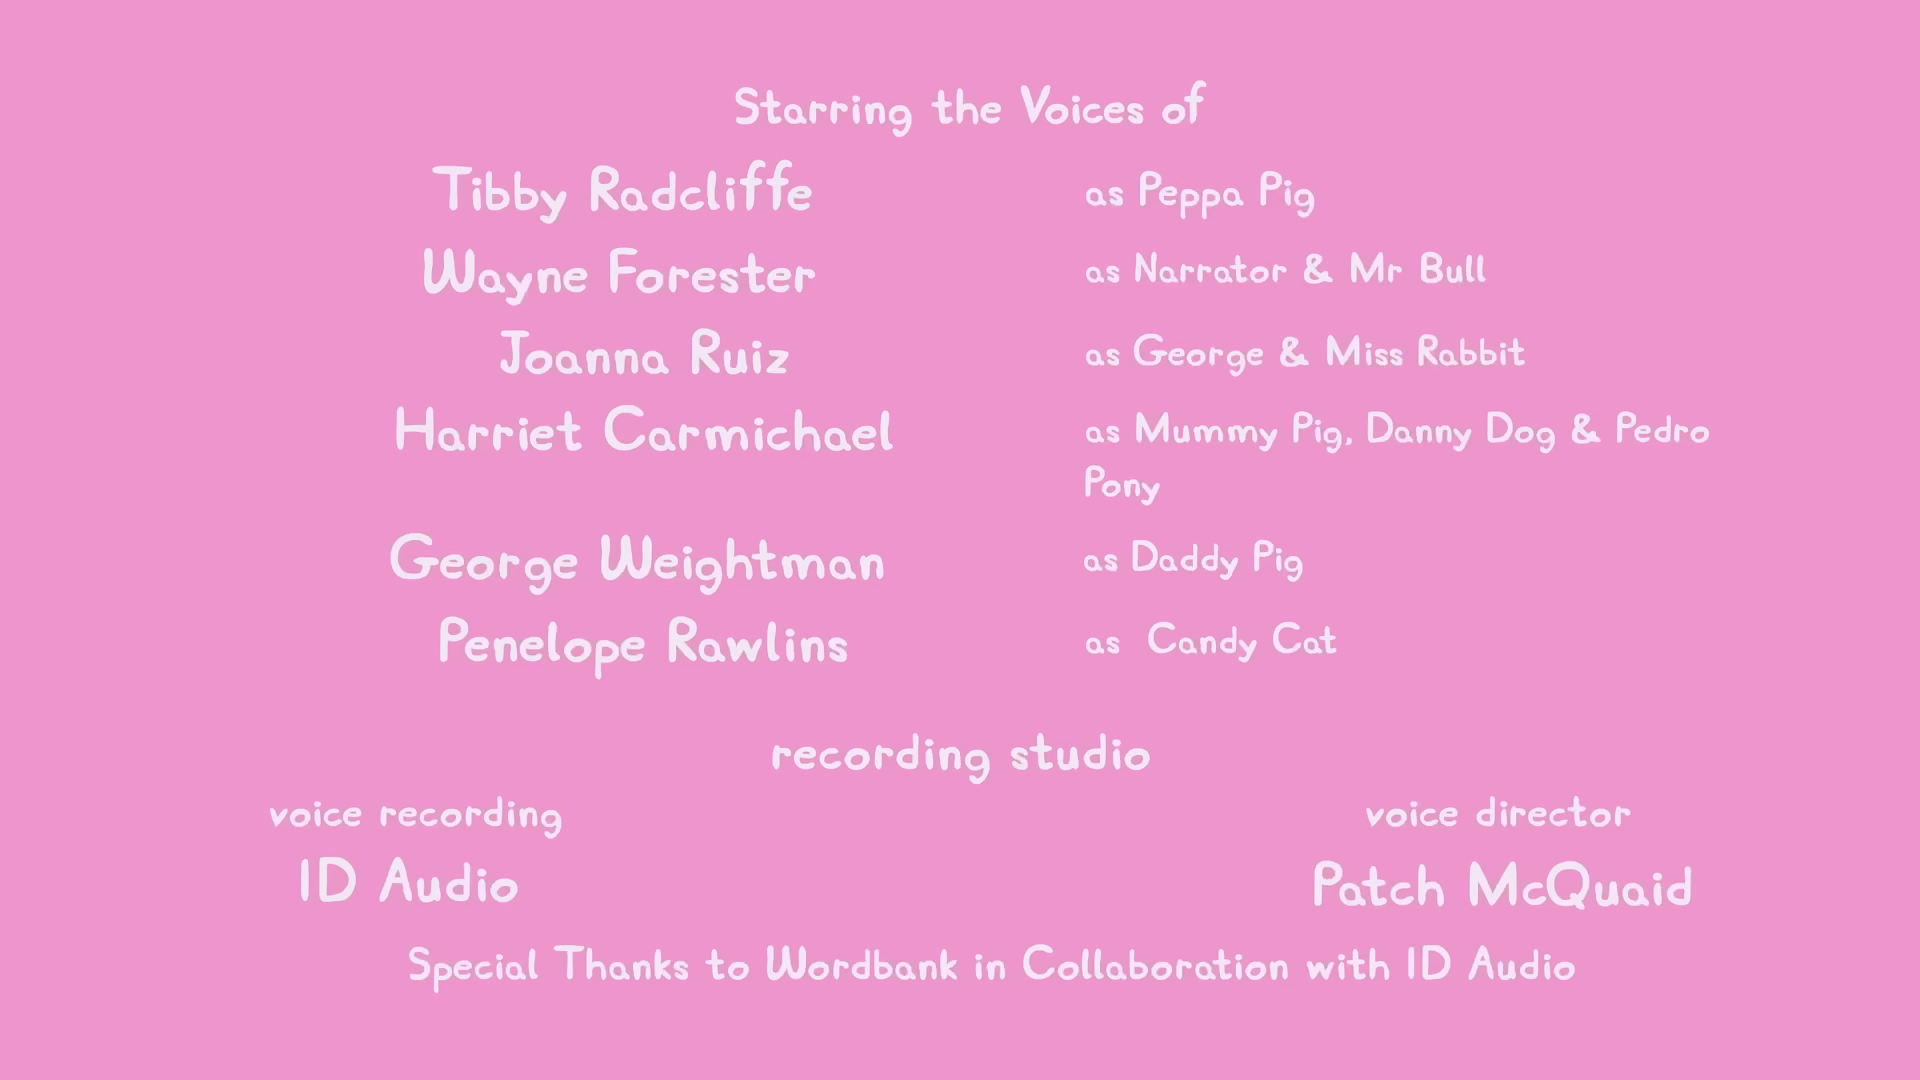 Starring the Voices of
Tibby Radcliffe as Peppa Pig
Wayne Forester as Narrator & Mr Bull
Joanna Ruiz as George & Miss Rabbit
Harriet Carmichael as Mummy Pig, Danny Dog & Pedro
Pony
George Weightman as Daddy Pig
Penelope Rawlins as Candy Cat
recording studio
voice recording voice director
ID Audio Patch McQuaid
Special Thanks to Wordbank in Collaboration with ID Audio